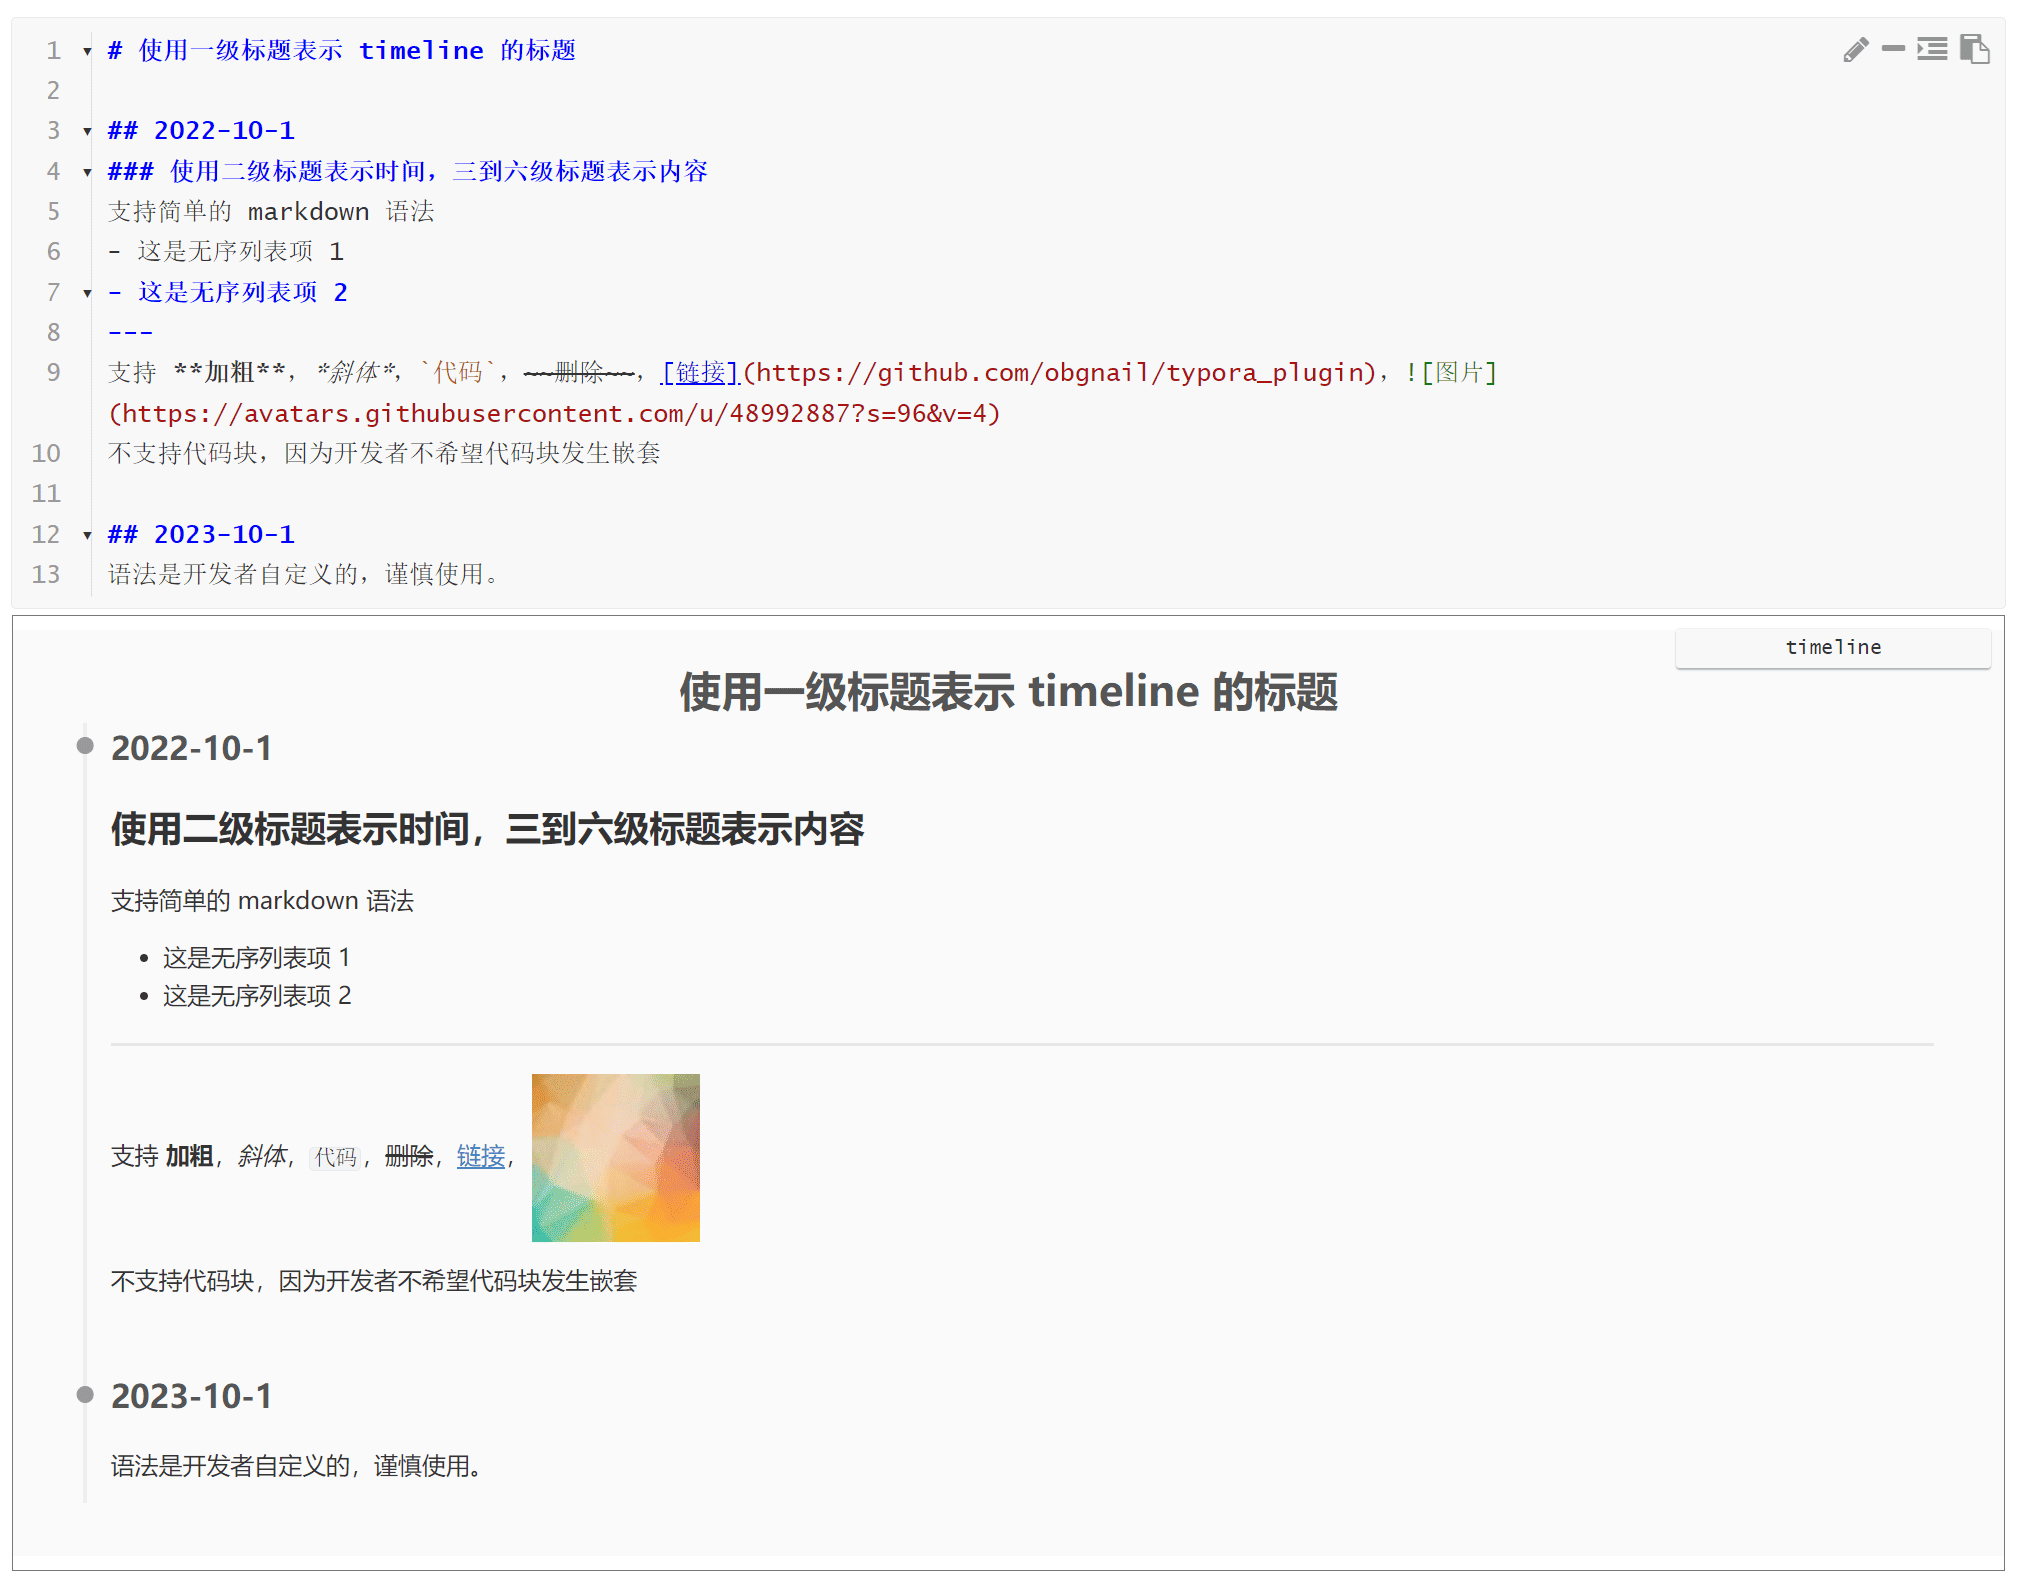 1 # 使用一级标题表示 timeline 的标题
2
3 ## 2022-10-1
4 ### 使用二级标题表示时间，三到六级标题表示内容
5 支持简单的 markdown 语法
6 - 这是无序列表项 1
7 - 这是无序列表项 2
8 ---
9 支持 **加粗**，*斜体*，`代码`，~~删除~~，[链接](https://github.com/obgnail/typora_plugin)，![图片]
(https://avatars.githubusercontent.com/u/48992887?s=96&v=4)
10 不支持代码块，因为开发者不希望代码块发生嵌套
11
12 ## 2023-10-1
13 语法是开发者自定义的，谨慎使用。
timeline
使用一级标题表示 timeline 的标题
2022-10-1
使用二级标题表示时间，三到六级标题表示内容
支持简单的 markdown 语法
• 这是无序列表项 1
• 这是无序列表项 2
支持 加粗，斜体，代码，删除，链接，
不支持代码块，因为开发者不希望代码块发生嵌套
2023-10-1
语法是开发者自定义的，谨慎使用。